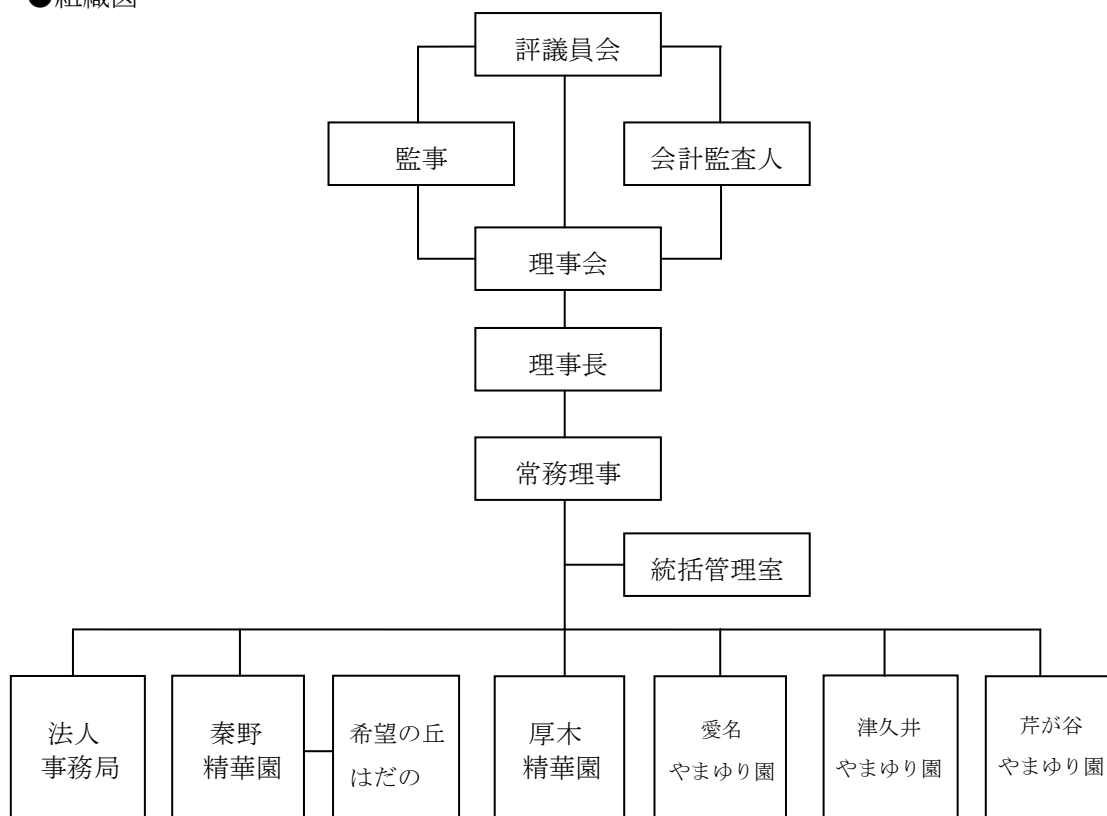 ●組織図
評議員会
監事
会計監査人
理事会
理事長
常務理事
統括管理室
法人
事務局
秦野
精華園
希望の丘
はだの
厚木
精華園
愛名
やまゆり園
津久井
やまゆり園
芹が谷
やまゆり園